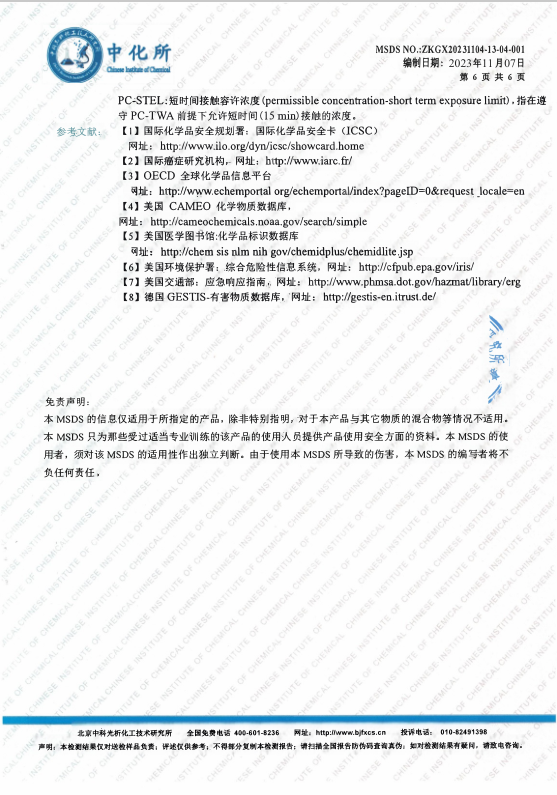 中化所
Chinese Institute of Chemistry
MSDS NO.:ZKGX20231104-13-04-001
编制日期：2023年11月07日
第 6 页 共 6 页
PC-STEL：短时间接触容许浓度(permissible concentration-short term exposure limit)，指在遵
守 PC-TWA 前提下允许短时间(15 min)接触的浓度。
参考文献：【1】国际化学品安全规划署：国际化学品安全卡（ICSC）
网址：http://www.ilo.org/dyn/icsc/showcard.home
【2】国际癌症研究机构，网址：http://www.iarc.fr/
【3】OECD 全球化学品信息平台
网址：http://www.echemportal org/echemportal/index?pageID=0&request_locale=en
【4】美国 CAMEO 化学物质数据库，
网址：http://cameochemicals.noaa.gov/search/simple
【5】美国医学图书馆:化学品标识数据库
网址：http://chem sis nlm nih gov/chemidplus/chemidlite.jsp
【6】美国环境保护署：综合危险性信息系统，网址：http://cfpub.epa.gov/iris/
【7】美国交通部：应急响应指南，网址：http://www.phmsa.dot.gov/hazmat/library/erg
【8】德国 GESTIS-有害物质数据库，网址：http://gestis-en.itrust.de/
免责声明：
本 MSDS 的信息仅适用于所指定的产品，除非特别指明，对于本产品与其它物质的混合物等情况不适用。
本 MSDS 只为那些受过适当专业训练的该产品的使用人员提供产品使用安全方面的资料。本 MSDS 的使
用者，须对该 MSDS 的适用性作出独立判断。由于使用本 MSDS 所导致的伤害，本 MSDS 的编写者将不
负任何责任。
北京中科光析化工技术研究所 全国免费电话 400-601-8236 网址：http://www.bjfxcs.cn 投诉电话： 010-82491398
声明：本检测结果仅对送检样品负责；评述仅供参考；不得部分复制本检测报告；请扫描全国报告防伪码查询真伪；如对检测结果有疑问，请致电咨询。